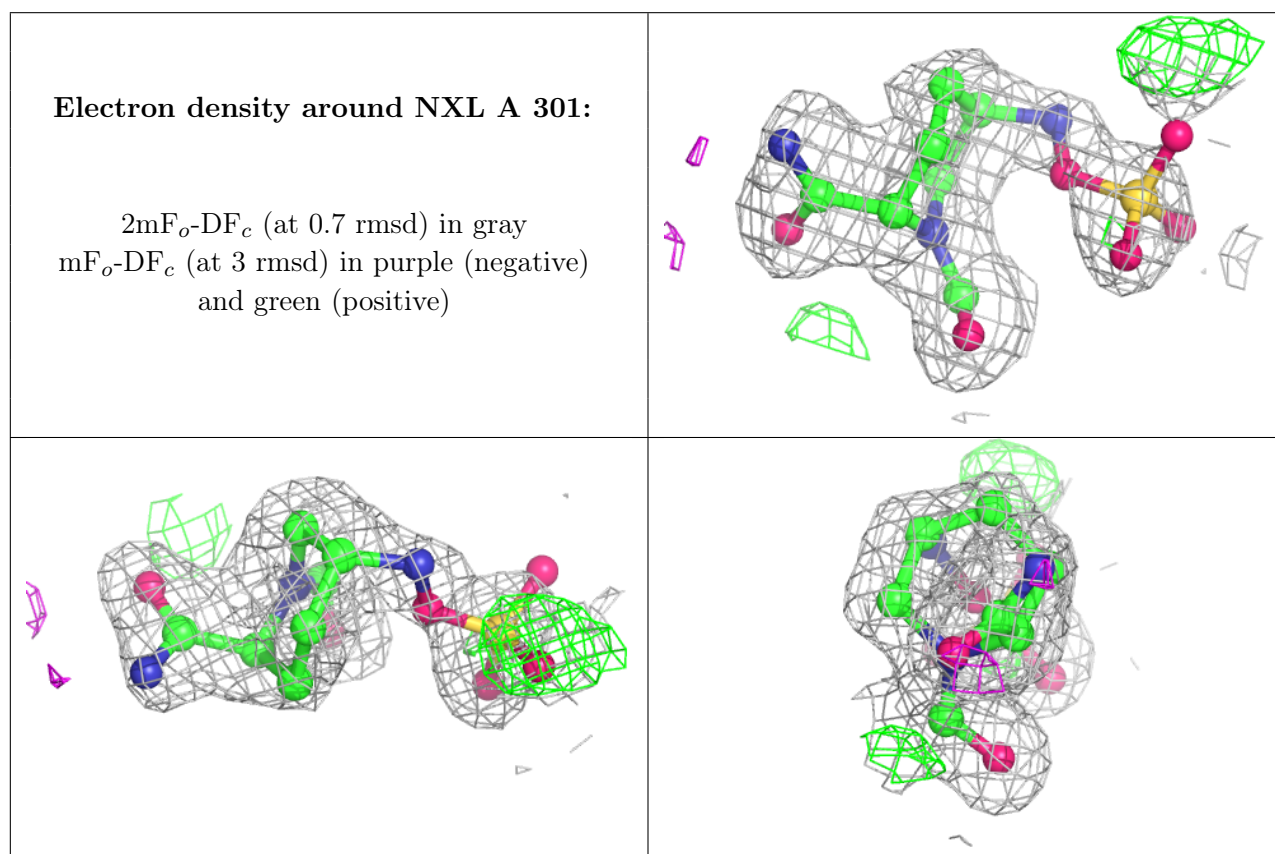 Electron density around NXL A 301:
2mFo-DFc (at 0.7 rmsd) in gray
mFo-DFc (at 3 rmsd) in purple (negative)
and green (positive)